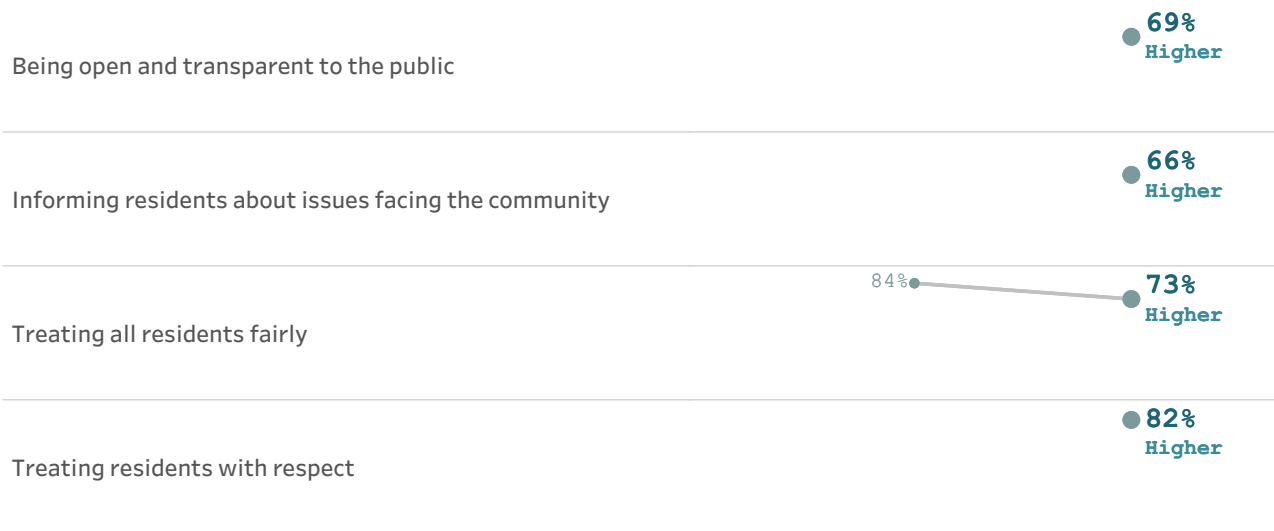 69%
Higher
Being open and transparent to the public
66%
Higher
Informing residents about issues facing the community
84%
73%
Higher
Treating all residents fairly
82%
Higher
Treating residents with respect